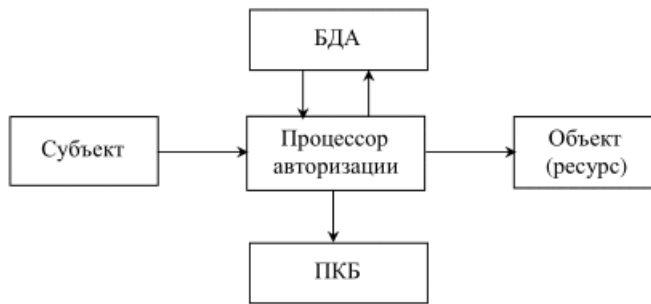 БДА
Субъект
Процессор
авторизации
Объект
(ресурс)
ПКБ